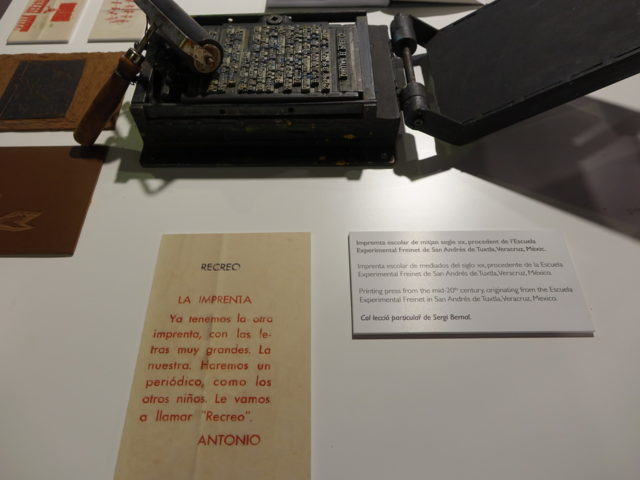 RECREO
LA IMPRENTA
Ya tenemos la otra
imprenta, con las le-
tras muy grandes. La
nuestra. Haremos un
periódico, como los
otros niños. Le vamos
a llamar "Recreo".
ANTONIO
Impremta escolar de mitjan segle XX, procedent de l'Escuela
Experimental Freinet de San Andrés de Tuxtla, Veracruz, Mèxic.
Imprenta escolar de mediados del siglo XX, procedente de la Escuela
Experimental Freinet de San Andrés de Tuxtla, Veracruz, México.
Printing press from the mid-20th century, originating from the Escuela
Experimental Freinet in San Andrés de Tuxtla, Veracruz, Mexico.
Col·lecció particular de Sergi Bernal.